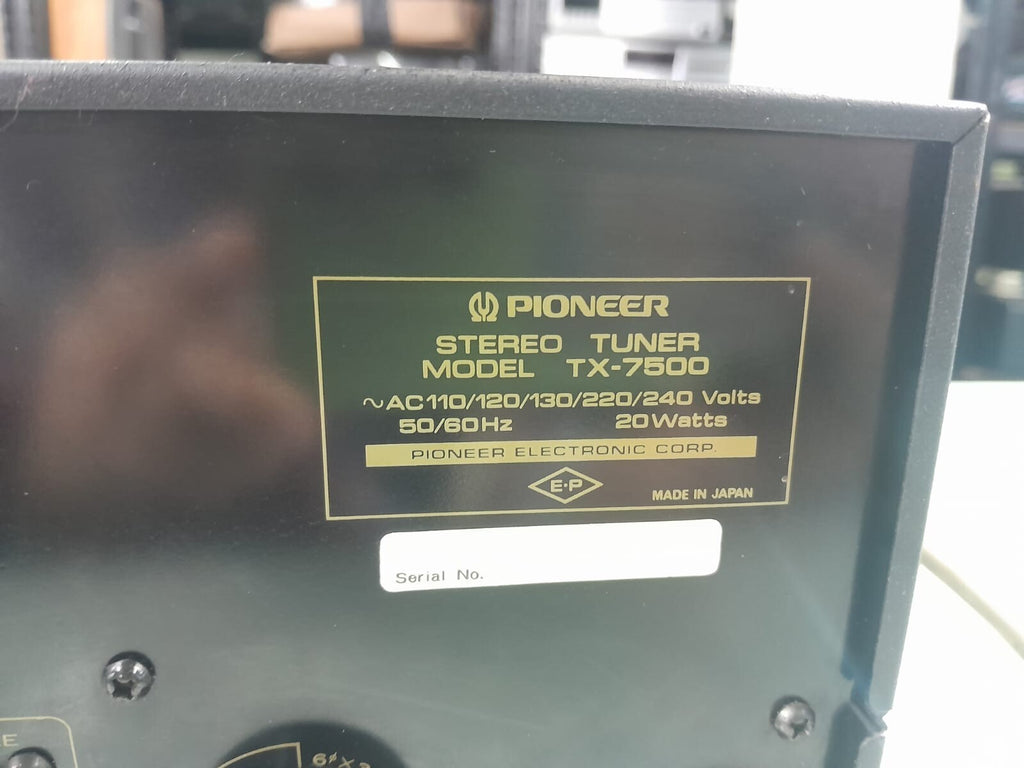 PIONEER
STEREO TUNER
MODEL TX-7500
~AC110/120/130/220/240 Volts
50/60Hz 20Watts
PIONEER ELECTRONIC CORP.
E·P
MADE IN JAPAN
Serial No.
E